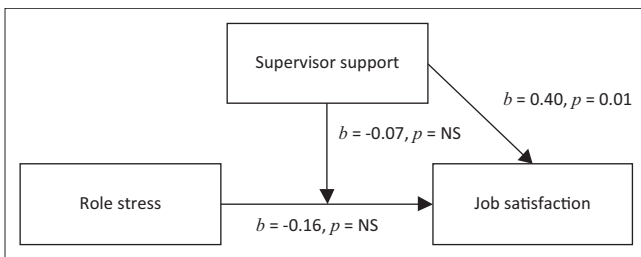 Supervisor support
b = 0.40, p = 0.01
b = -0.07, p = NS
Role stress
Job satisfaction
b = -0.16, p = NS